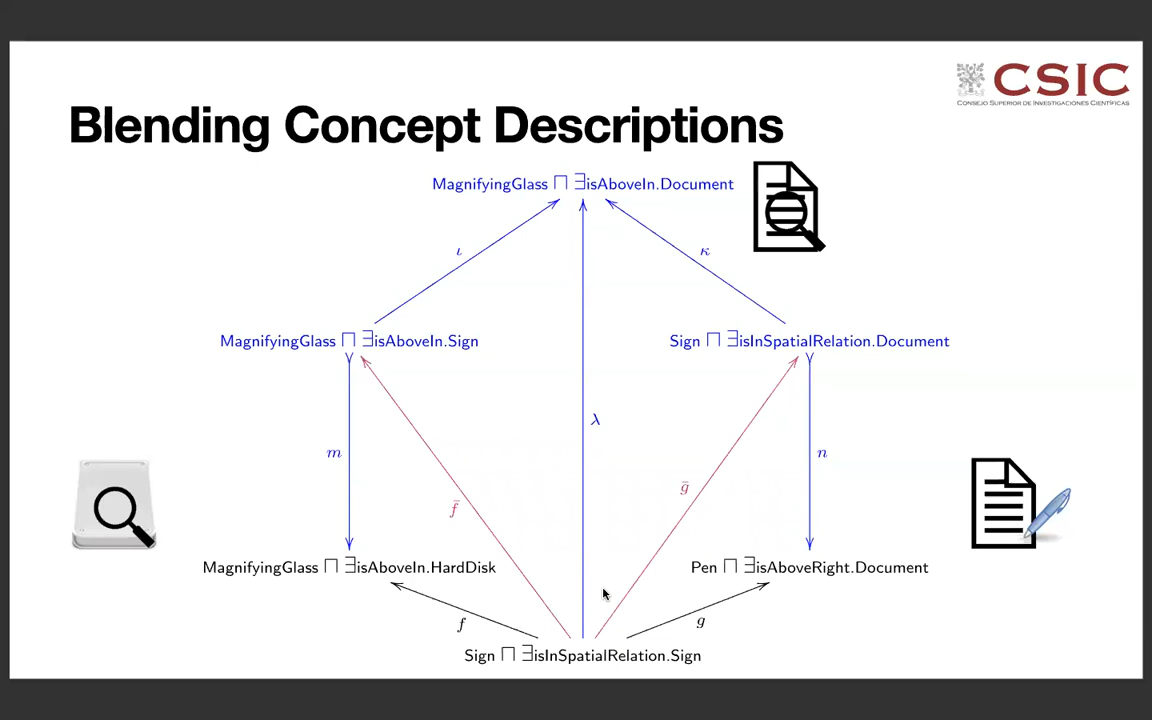 CSIC
CONSEJO SUPERIOR DE INVESTIGACIONES CIENTÍFICAS
Blending Concept Descriptions
MagnifyingGlass ⊓ ∃isAboveIn.Document
ι
κ
MagnifyingGlass ⊓ ∃isAboveIn.Sign
Sign ⊓ ∃isInSpatialRelation.Document
λ
m
n
f̄
ḡ
MagnifyingGlass ⊓ ∃isAboveIn.HardDisk
Pen ⊓ ∃isAboveRight.Document
f
g
Sign ⊓ ∃isInSpatialRelation.Sign